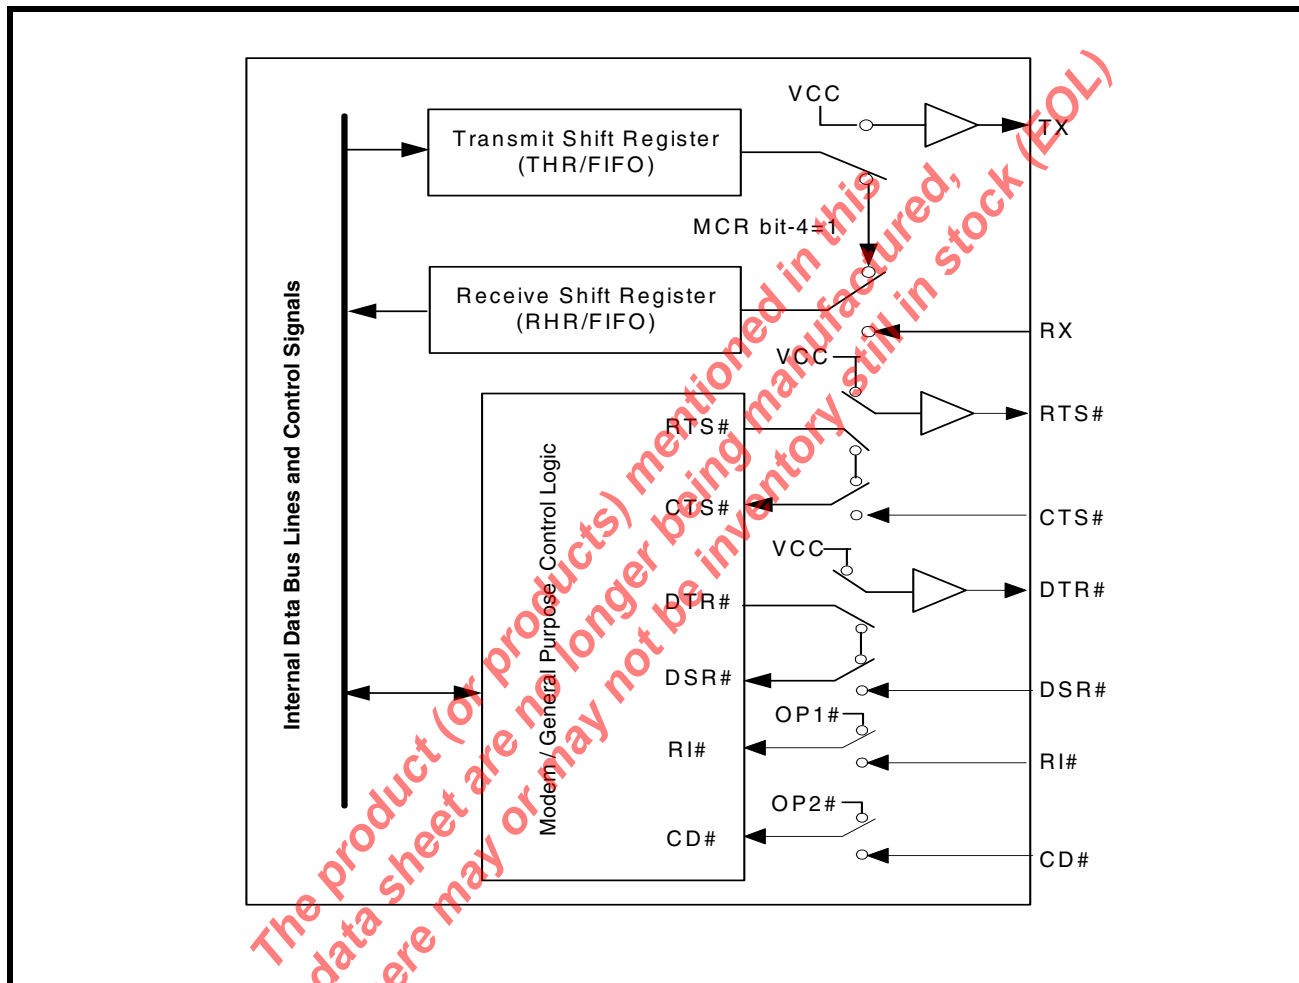 VCC
TX
Transmit Shift Register
(THR/FIFO)
MCR bit-4=1
Receive Shift Register
(RHR/FIFO)
RX
VCC
RTS#
RTS#
CTS#
CTS#
VCC
DTR#
DTR#
DSR#
DSR#
OP1#
RI#
RI#
OP2#
CD#
CD#
Internal Data Bus Lines and Control Signals
Modem / General Purpose Control Logic
The product (or products) mentioned in this
data sheet are no longer being manufactured,
may or may not be inventory still in stock (EOL)